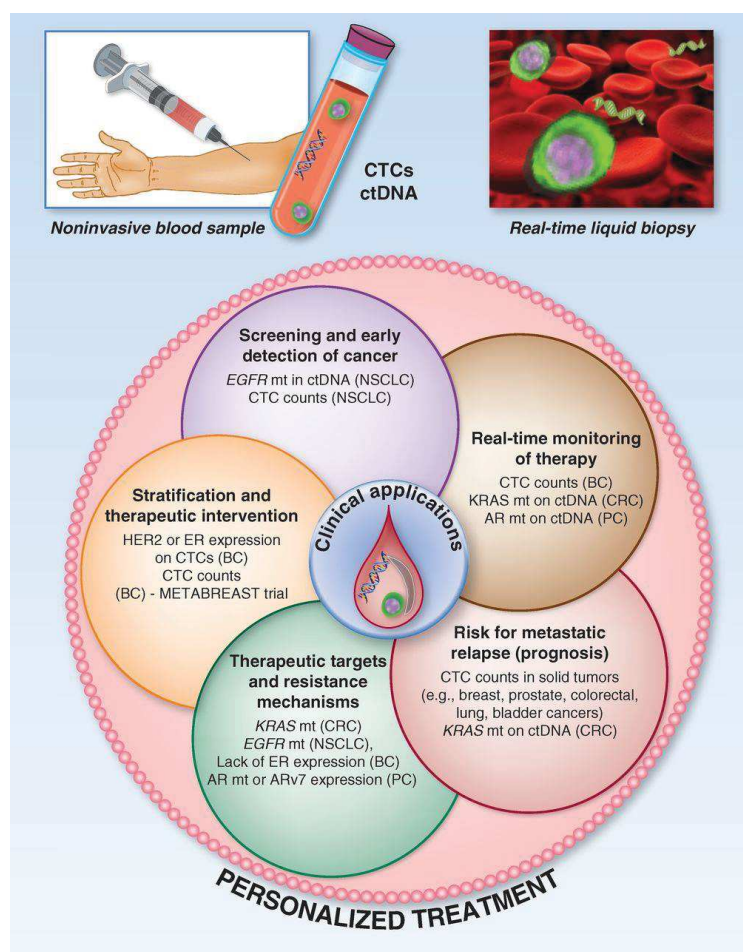 CTCs
ctDNA
Noninvasive blood sample
Real-time liquid biopsy
Screening and early
detection of cancer
EGFR mt in ctDNA (NSCLC)
CTC counts (NSCLC)
Real-time monitoring
of therapy
CTC counts (BC)
KRAS mt on ctDNA (CRC)
AR mt on ctDNA (PC)
Stratification and
therapeutic intervention
HER2 or ER expression
on CTCs (BC)
CTC counts
(BC) - METABREAST trial
Clinical applications
Risk for metastatic
relapse (prognosis)
CTC counts in solid tumors
(e.g., breast, prostate, colorectal,
lung, bladder cancers)
KRAS mt on ctDNA (CRC)
Therapeutic targets
and resistance
mechanisms
KRAS mt (CRC)
EGFR mt (NSCLC),
Lack of ER expression (BC)
AR mt or ARv7 expression (PC)
PERSONALIZED TREATMENT